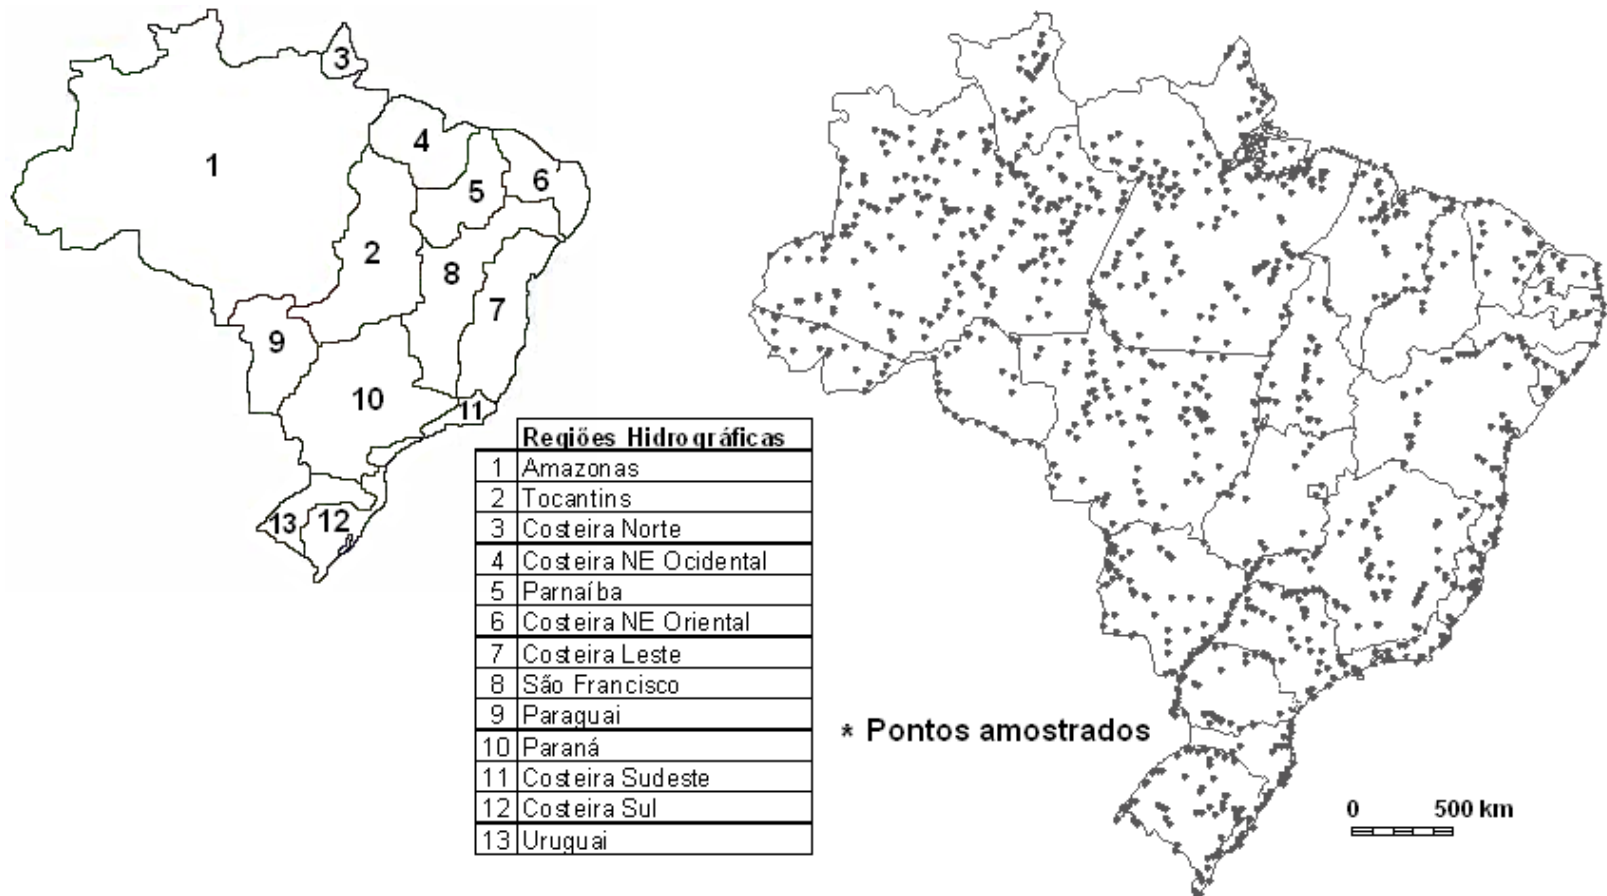 3
4
1
6
5
2
8
7
9
10
11
13
12
Regiões Hidrográficas
1 Amazonas
2 Tocantins
3 Costeira Norte
4 Costeira NE Ocidental
5 Parnaíba
6 Costeira NE Oriental
7 Costeira Leste
8 São Francisco
9 Paraguai
10 Paraná
11 Costeira Sudeste
12 Costeira Sul
13 Uruguai
* Pontos amostrados
0 500 km